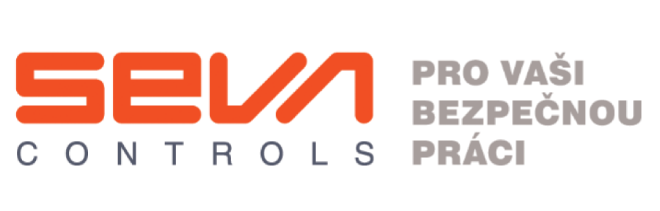 SEVA
CONTROLS
PRO VAŠI
BEZPEČNOU
PRÁCI